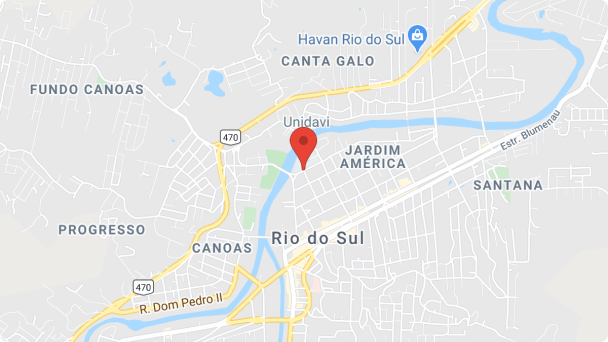 Havan Rio do Sul
CANTA GALO
FUNDO CANOAS
Unidavi
470
JARDIM
AMÉRICA
Estr. Blumenau
SANTANA
PROGRESSO
CANOAS
Rio do Sul
470
R. Dom Pedro II